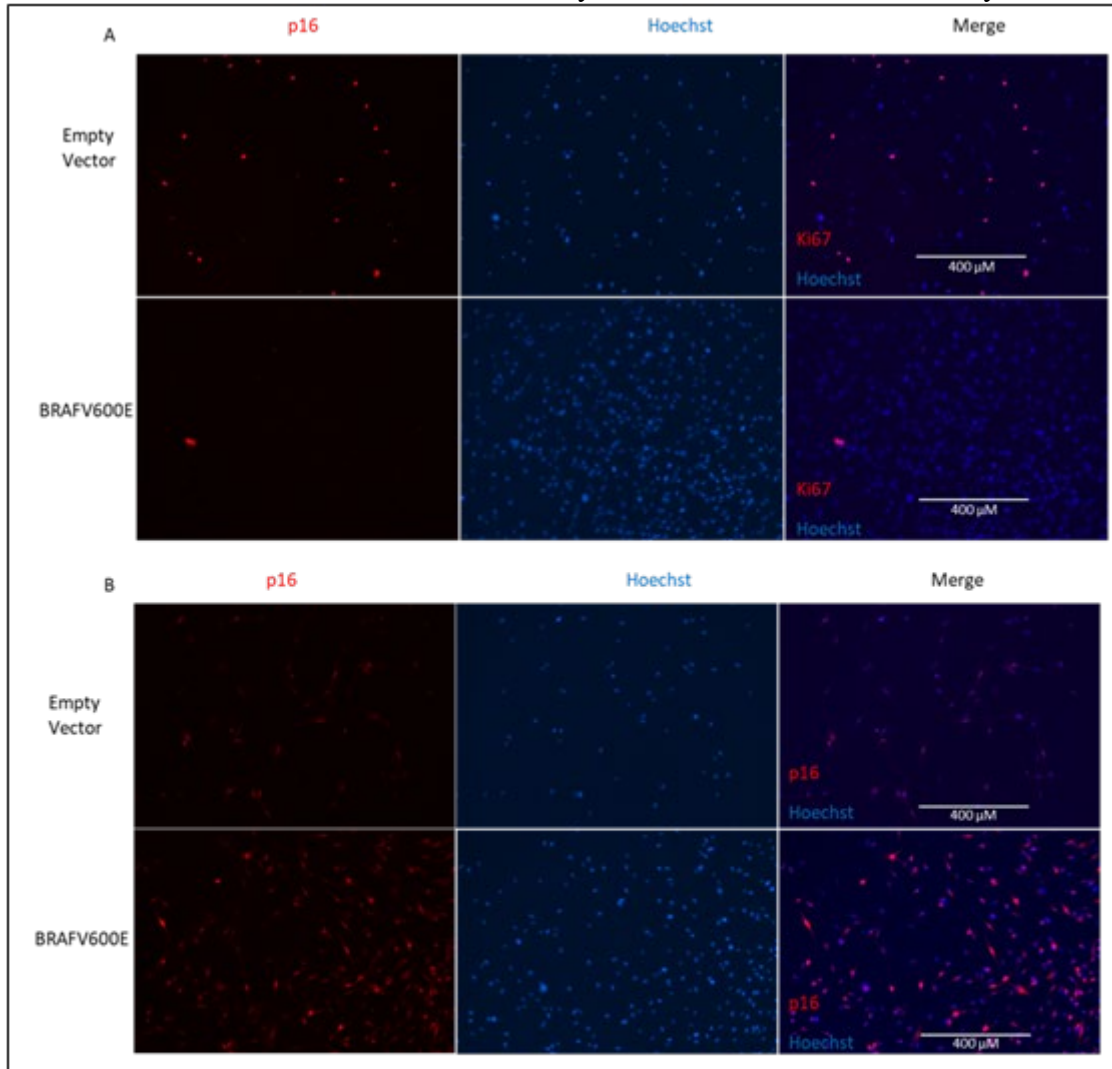 A
p16
Hoechst
Merge
Empty
Vector
Ki67
400 µM
Hoechst
BRAFV600E
Ki67
400 µM
Hoechst
B
p16
Hoechst
Merge
Empty
Vector
p16
400 µM
Hoechst
BRAFV600E
p16
400 µM
Hoechst